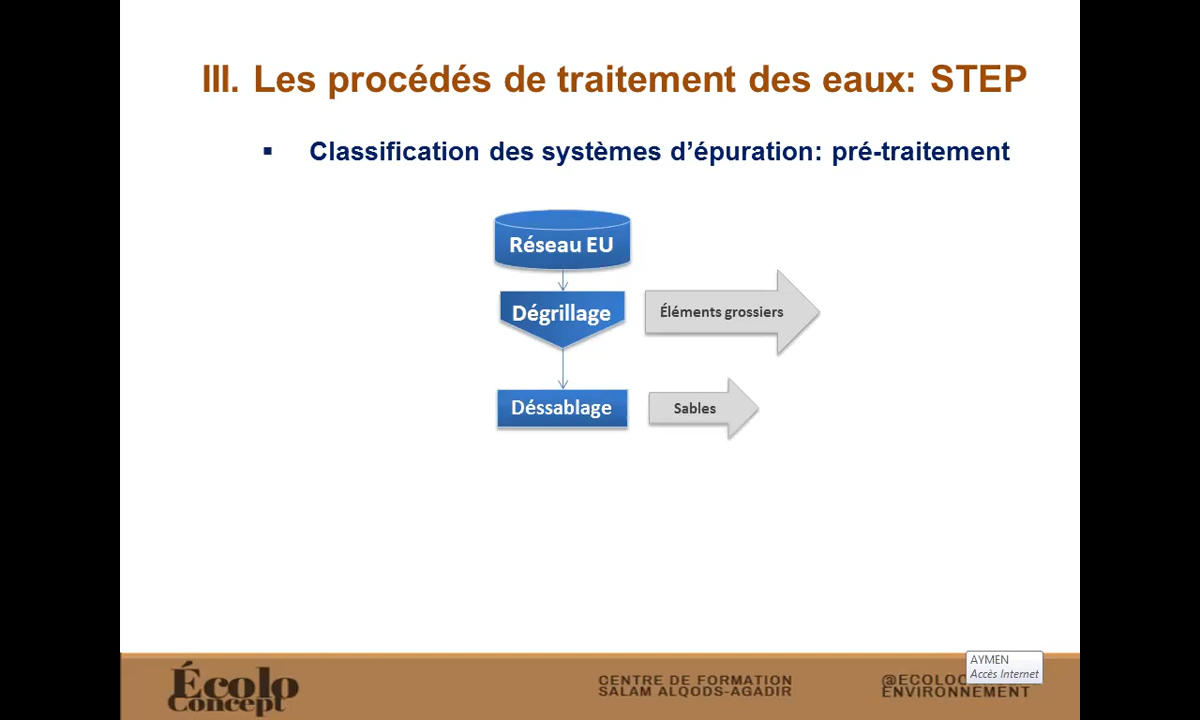 III. Les procédés de traitement des eaux: STEP
▪ Classification des systèmes d’épuration: pré-traitement
Réseau EU
Dégrillage
Éléments grossiers
Déssablage
Sables
Écolo
Concept
CENTRE DE FORMATION
SALAM ALQODS-AGADIR
ENVIRONNEMENT
AYMEN
Accès Internet